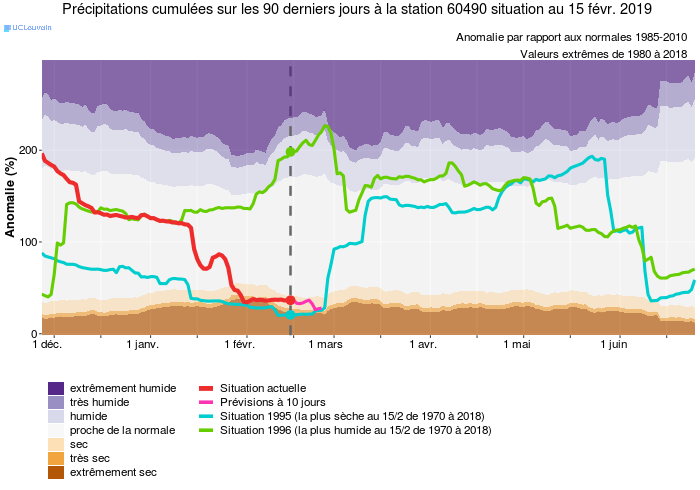 Précipitations cumulées sur les 90 derniers jours à la station 60490 situation au 15 févr. 2019
UCLouvain
Anomalie par rapport aux normales 1985-2010
Valeurs extrêmes de 1980 à 2018
Anomalie (%)
200
100
0
1 déc. 1 janv. 1 févr. 1 mars 1 avr. 1 mai 1 juin
extrêmement humide
très humide
humide
proche de la normale
sec
très sec
extrêmement sec
Situation actuelle
Prévisions à 10 jours
Situation 1995 (la plus sèche au 15/2 de 1970 à 2018)
Situation 1996 (la plus humide au 15/2 de 1970 à 2018)